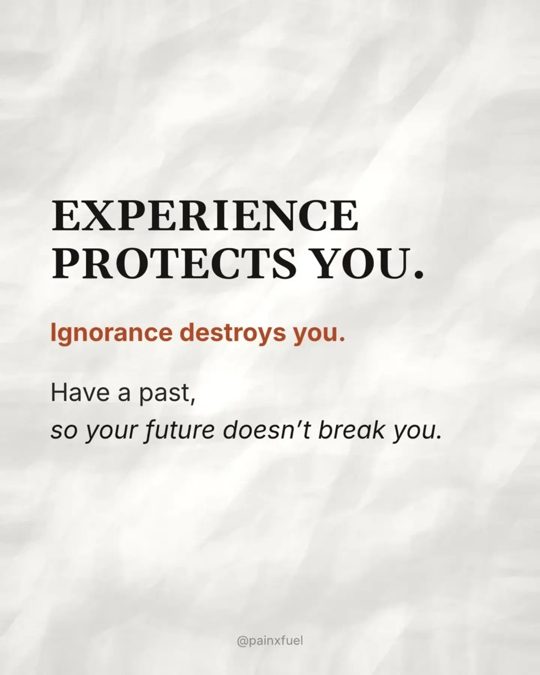 EXPERIENCE
PROTECTS YOU.
Ignorance destroys you.
Have a past,
so your future doesn’t break you.
@painxfuel